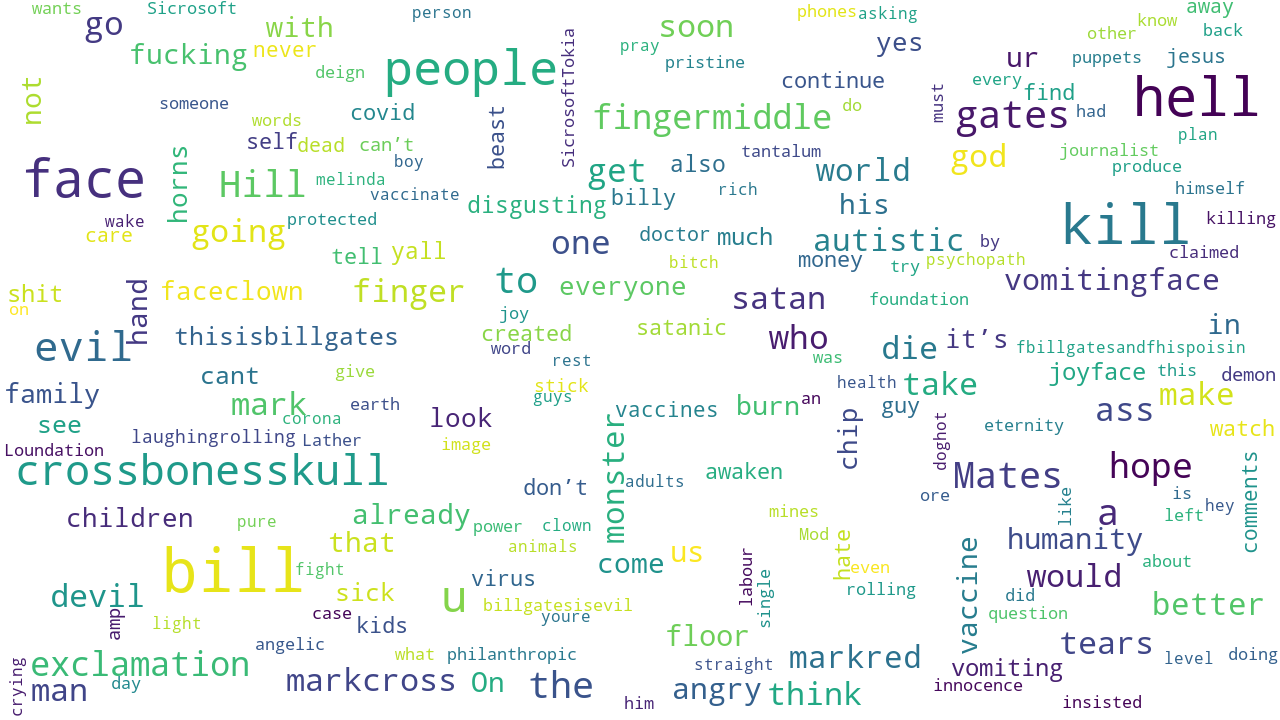 wants
Sicrosoft
person
phones
asking
away
go
with
soon
know
back
other
fucking
never
people
pray
pristine
yes
ur
puppets
jesus
deign
SicrosoftTokia
continue
every
find
hell
not
someone
covid
words
beast
fingermiddle
do
must
gates
had
plan
self
dead
can't
boy
get
also
tantalum
world
god
journalist
produce
face
horns
Hill
melinda
vaccinate
disgusting
billy
rich
his
himself
wake
care
protected
going
tell
yall
one
doctor
much
autistic
by
kill
killing
claimed
bitch
money
try
psychopath
shit
on
hand
faceclown
finger
to
everyone
satan
foundation
vomitingface
joy
created
satanic
evil
thisisbillgates
word
rest
who
was
die
it's
in
fbillgatesandfhispoisin
family
cant
give
stick
guys
health
take
joyface
this
demon
mark
corona
earth
look
vaccines
burn
an
guy
ass
make
see
Loundation
laughingrolling
Lather
image
monster
chip
doghot
eternity
watch
crossbonesskull
don't
adults
awaken
ore
Mates
hope
comments
children
pure
already
power
clown
mines
like
a
is
left
hey
that
animals
Mod
hate
humanity
bill
fight
come
us
even
about
devil
sick
virus
u
billgatesisevil
youre
labour
single
rolling
vaccine
would
did
question
better
amp
light
case
kids
floor
angelic
tears
exclamation
what
philanthropic
straight
markred
vomiting
level
doing
crying
man
day
markcross
On
the
him
angry
think
innocence
insisted